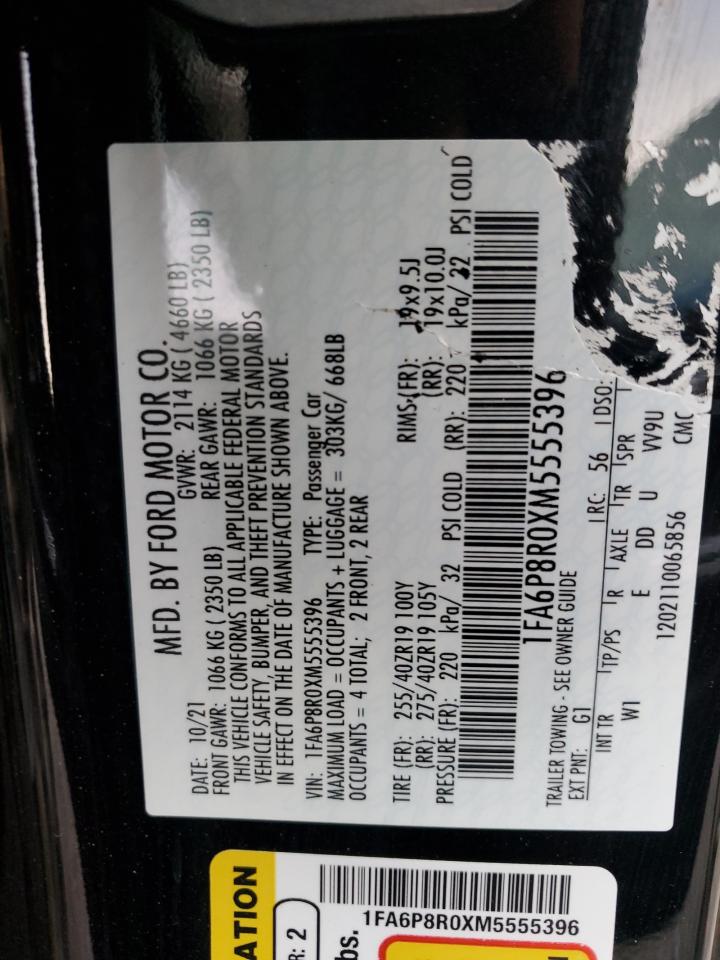 MFD. BY FORD MOTOR CO.
DATE: 10/21 GVWR: 2114 KG ( 4660 LB)
FRONT GAWR: 1066 KG ( 2350 LB) REAR GAWR: 1066 KG ( 2350 LB)
THIS VEHICLE CONFORMS TO ALL APPLICABLE FEDERAL MOTOR
VEHICLE SAFETY, BUMPER, AND THEFT PREVENTION STANDARDS
IN EFFECT ON THE DATE OF MANUFACTURE SHOWN ABOVE.
VIN: 1FA6P8R0XM5555396 TYPE: Passenger Car
MAXIMUM LOAD = OCCUPANTS + LUGGAGE = 303KG/ 668LB
OCCUPANTS = 4 TOTAL; 2 FRONT, 2 REAR
TIRE (FR): 255/40ZR19 100Y RIMS (FR): 19x9.5J
(RR): 275/40ZR19 105Y (RR): 19x10.0J
PRESSURE (FR): 220 kPa/ 32 PSI COLD (RR): 220 kPa/ 32 PSI COLD
1FA6P8R0XM5555396
TRAILER TOWING - SEE OWNER GUIDE
EXT PNT: G1 RC: 56 DSO:
INT TR TP/PS R AXLE TR SPR
W1 E DD U VV9U
1202110065856 CMC
ATION
R: 2
bs.
1FA6P8R0XM5555396